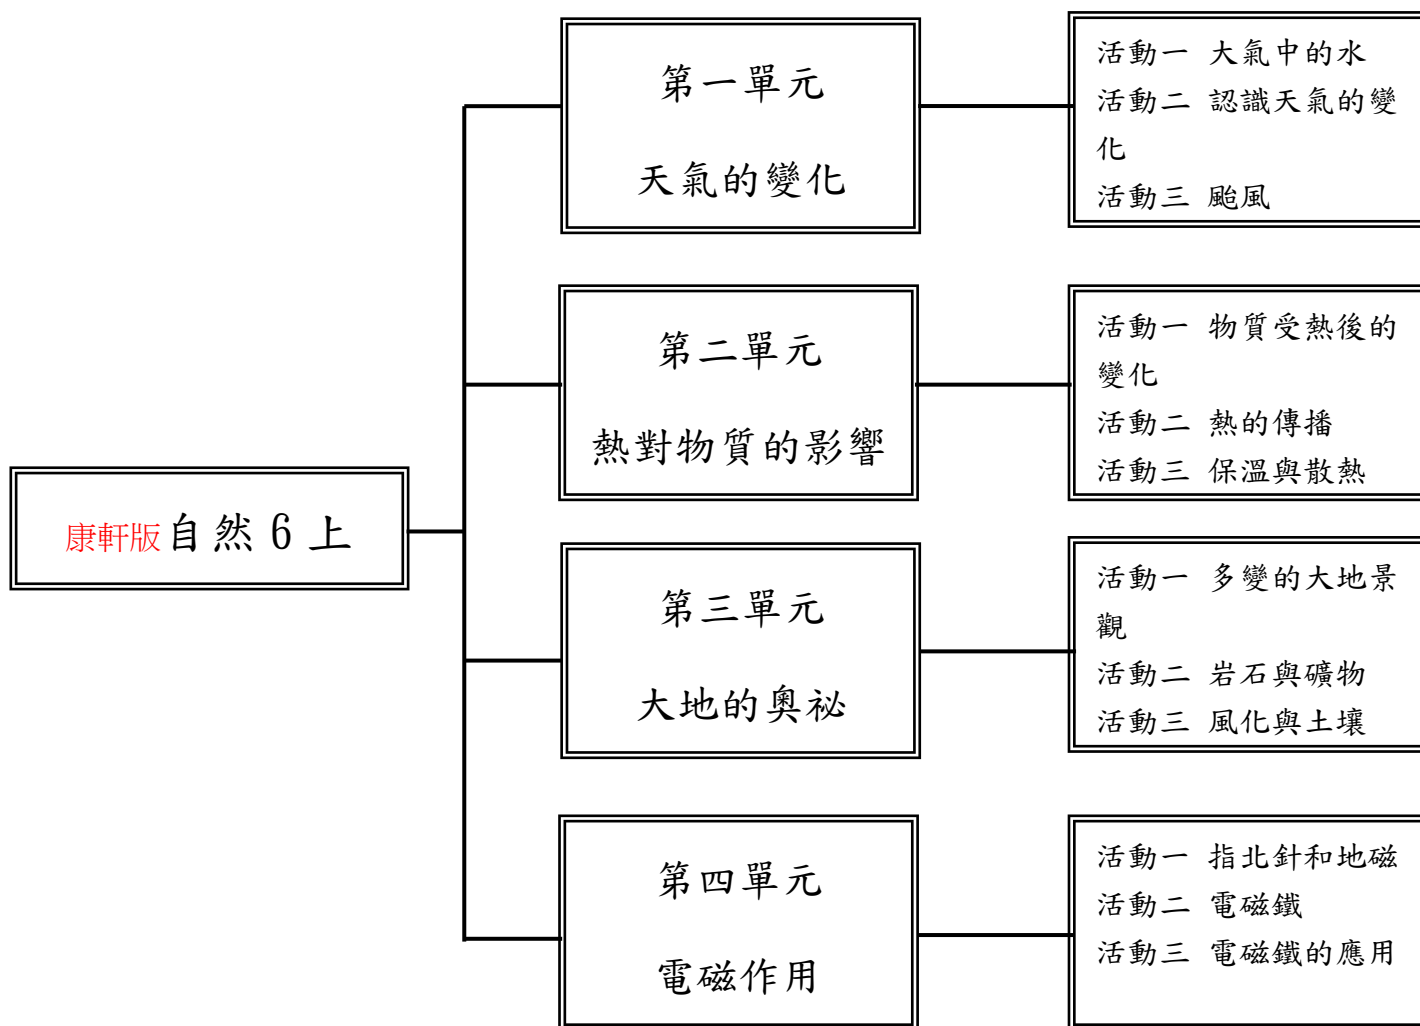 康軒版自然 6 上
第一單元
天氣的變化
活動一 大氣中的水
活動二 認識天氣的變
化
活動三 颱風
第二單元
熱對物質的影響
活動一 物質受熱後的
變化
活動二 熱的傳播
活動三 保溫與散熱
第三單元
大地的奧祕
活動一 多變的大地景
觀
活動二 岩石與礦物
活動三 風化與土壤
第四單元
電磁作用
活動一 指北針和地磁
活動二 電磁鐵
活動三 電磁鐵的應用